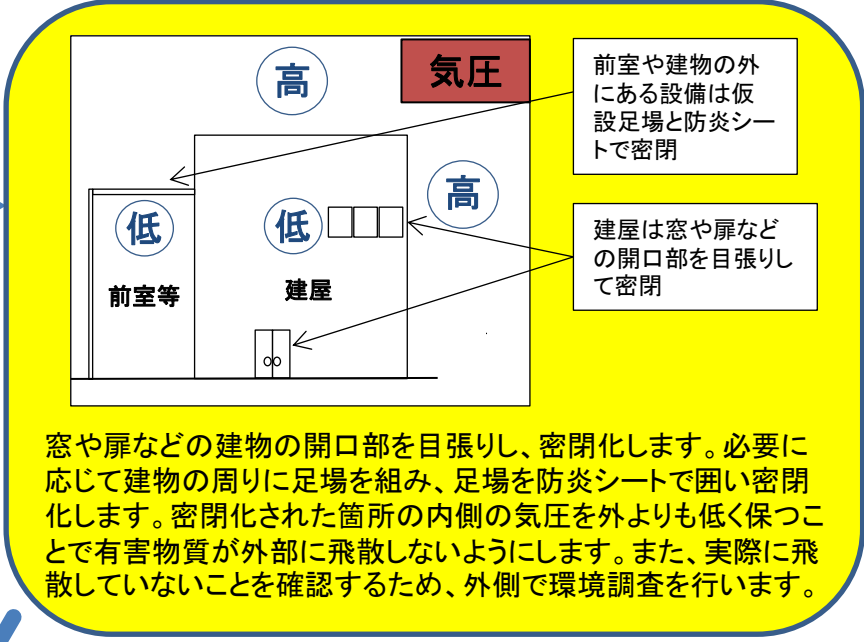 気圧
高
高
低
低
前室等
建屋
前室や建物の外
にある設備は仮
設足場と防炎シー
トで密閉
建屋は窓や扉など
の開口部を目張りし
て密閉
窓や扉などの建物の開口部を目張りし、密閉化します。必要に
応じて建物の周りに足場を組み、足場を防炎シートで囲い密閉
化します。密閉化された箇所の内側の気圧を外よりも低く保つこ
とで有害物質が外部に飛散しないようにします。また、実際に飛
散していないことを確認するため、外側で環境調査を行います。